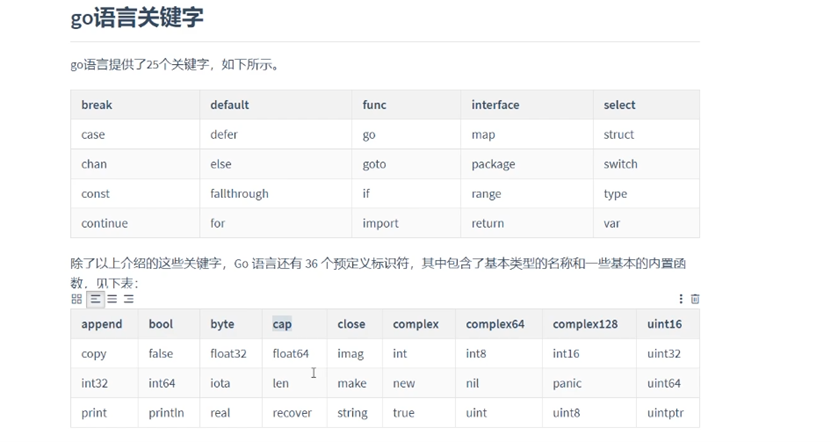 go语言关键字
go语言提供了25个关键字，如下所示。
break default func interface select
case defer go map struct
chan else goto package switch
const fallthrough if range type
continue for import return var
除了以上介绍的这些关键字，Go 语言还有 36 个预定义标识符，其中包含了基本类型的名称和一些基本的内置函
数，见下表：
append bool byte cap close complex complex64 complex128 uint16
copy false float32 float64 imag int int8 int16 uint32
int32 int64 iota len make new nil panic uint64
print println real recover string true uint uint8 uintptr